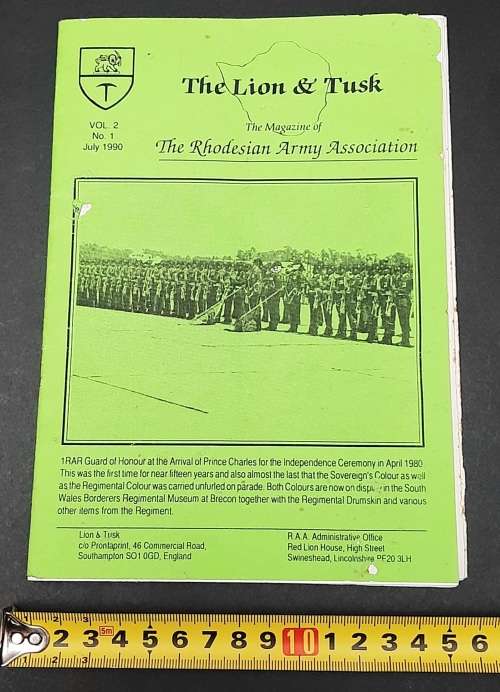 The Lion & Tusk
VOL. 2
No. 1
July 1990
The Magazine of
The Rhodesian Army Association
1RAR Guard of Honour at the Arrival of Prince Charles for the Independence Ceremony in April 1980
This was the first time for near fifteen years and also almost the last that the Sovereign's Colour as well
as the Regimental Colour was carried unfurled on parade. Both Colours are now on display in the South
Wales Borderers Regimental Museum at Brecon together with the Regimental Drumskin and various
other items from the Regiment.
Lion & Tusk
c/o Prontaprint, 46 Commercial Road,
Southampton SO1 0GD, England
R.A.A. Administrative Office
Red Lion House, High Street
Swineshead, Lincolnshire PE20 3LH
2 3
2 3 5m 4 5 6 7 8 9 10 1 2 3 4 5 6
3